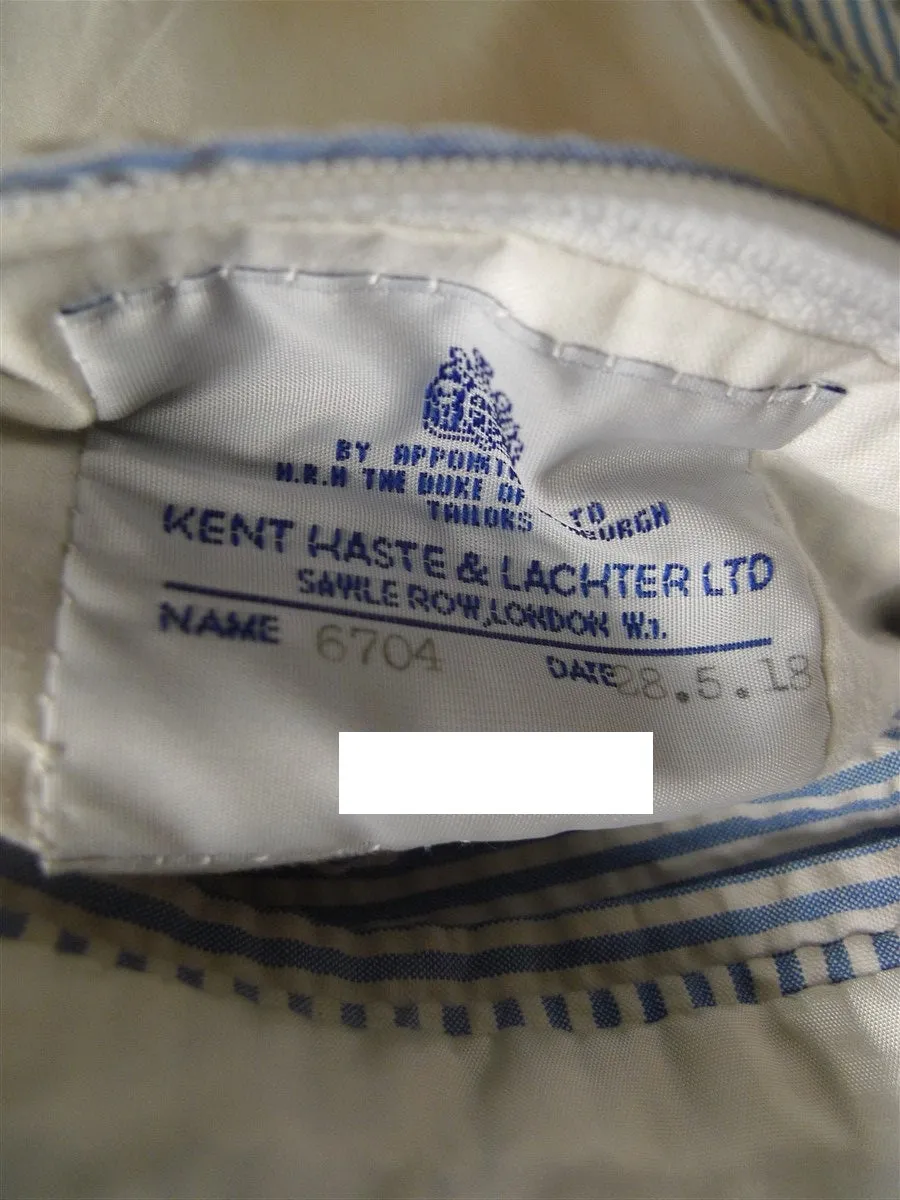 BY APPOINT
H.R.H THE DUKE OF
TAILORS TO
KENT HASTE & LACHTER LTD
SAVILE ROW, LONDON W.1.
NAME 6704 DATE 28.5.18